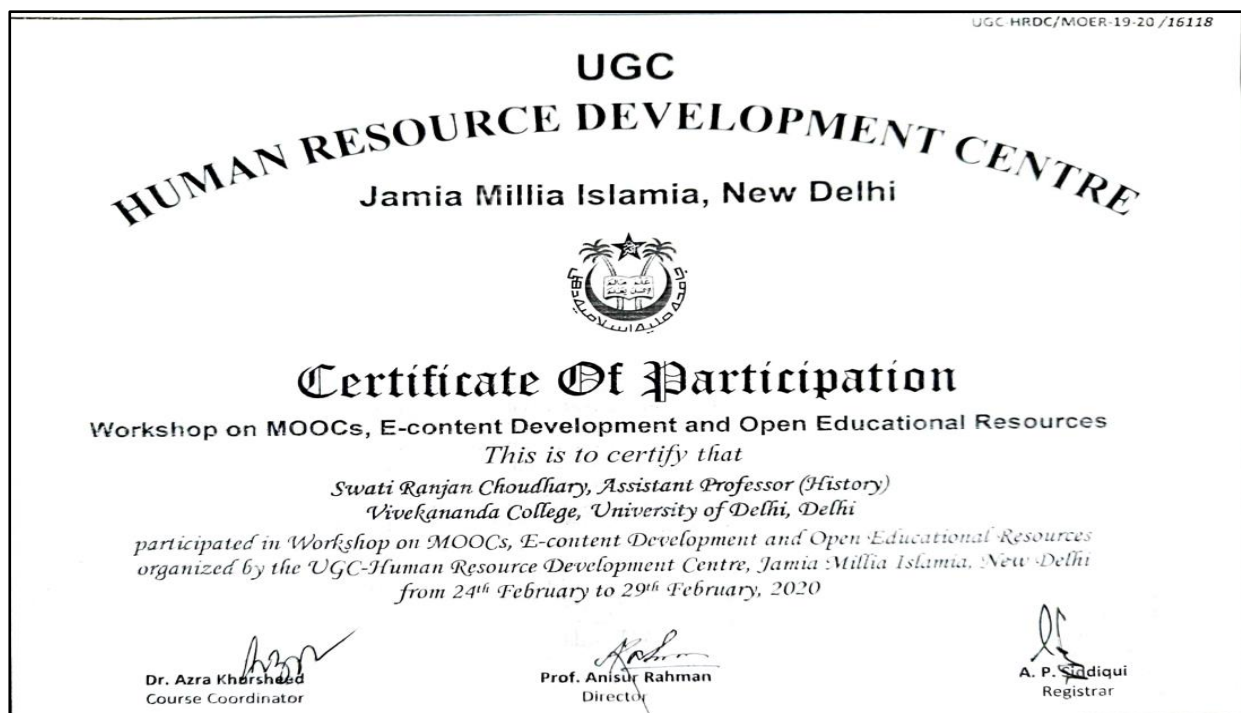 UGC-HRDC/MOER-19-20/16118
UGC
HUMAN RESOURCE DEVELOPMENT CENTRE
Jamia Millia Islamia, New Delhi
جامعہ ملیہ اسلامیہ دہلی
Certificate Of Participation
Workshop on MOOCs, E-content Development and Open Educational Resources
This is to certify that
Swati Ranjan Choudhary, Assistant Professor (History)
Vivekananda College, University of Delhi, Delhi
participated in Workshop on MOOCs, E-content Development and Open Educational Resources
organized by the UGC-Human Resource Development Centre, Jamia Millia Islamia, New Delhi
from 24th February to 29th February, 2020
Dr. Azra Khursheed Prof. Anisur Rahman A. P. Siddiqui
Course Coordinator Director Registrar